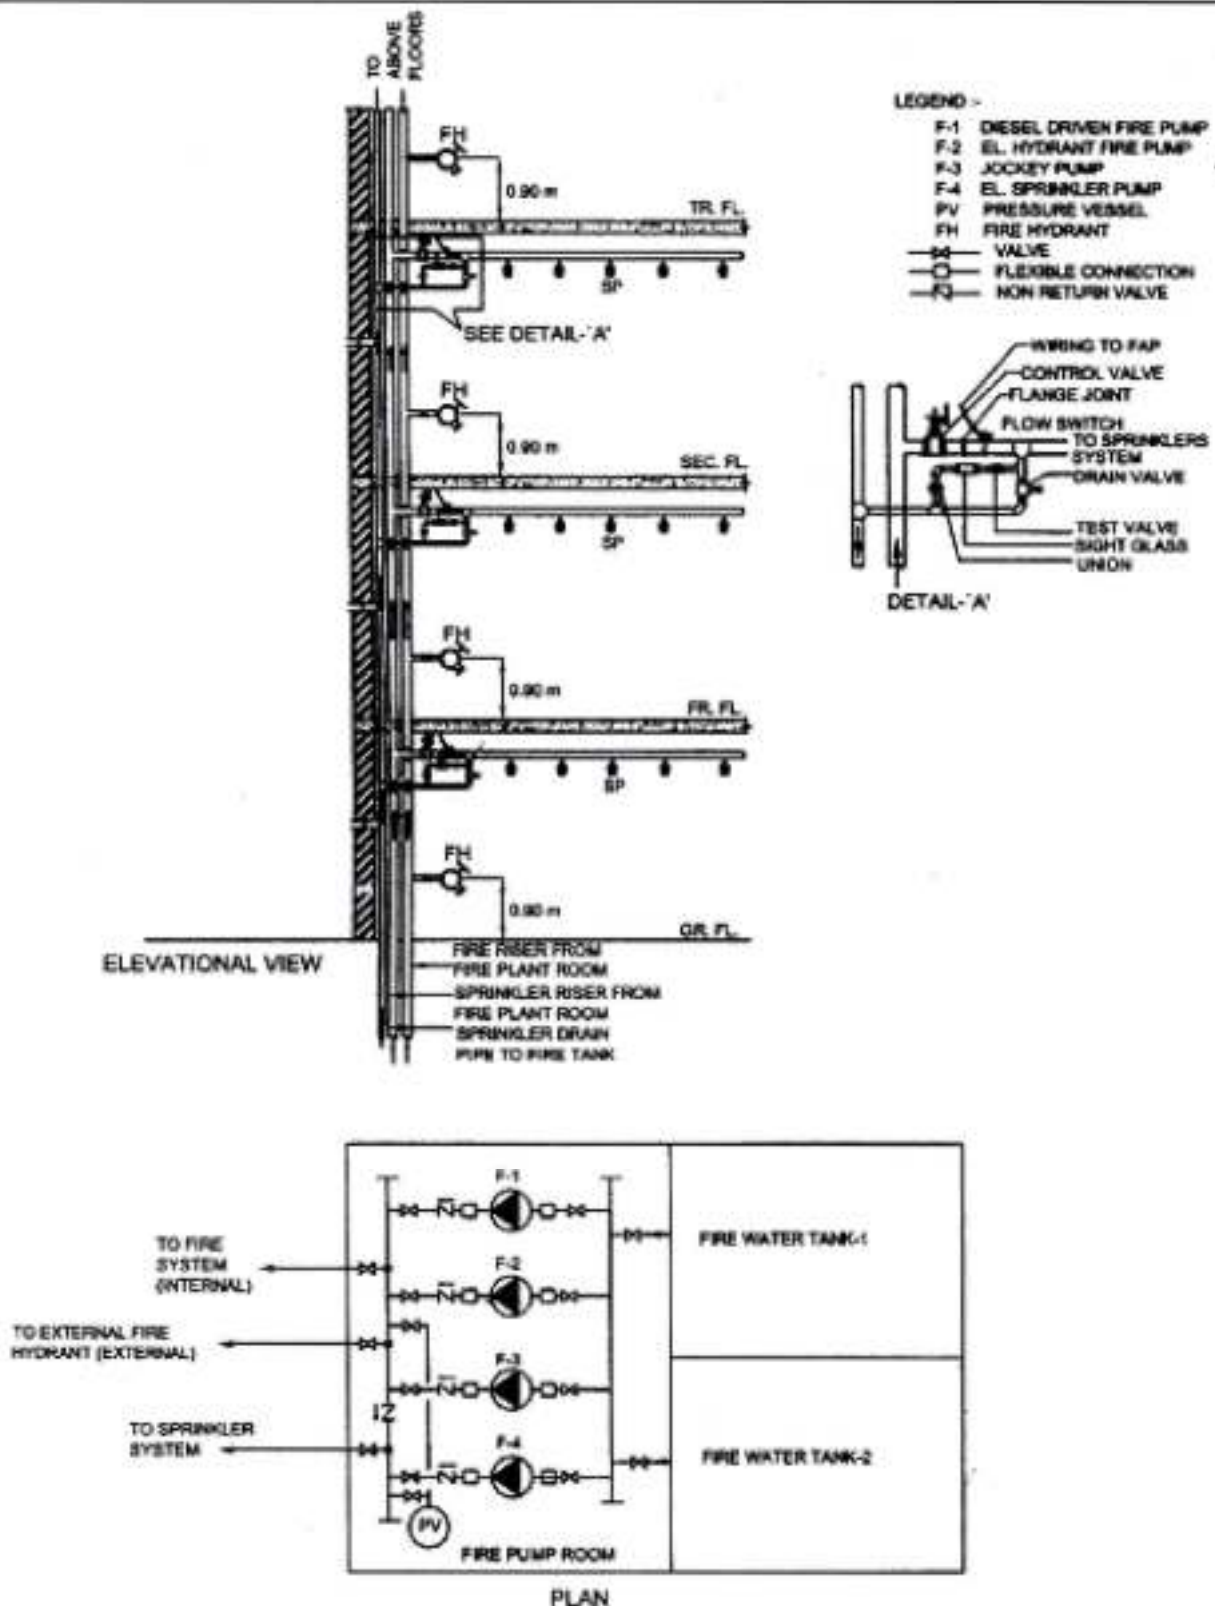 TO
ABOVE
FLOORS
FH
0.90 m
TR. FL.
SP
SEE DETAIL-`A'
FH
0.90 m
SEC. FL.
SP
FH
0.90 m
FR. FL.
SP
FH
0.90 m
GR. FL.
ELEVATIONAL VIEW
FIRE RISER FROM
FIRE PLANT ROOM
SPRINKLER RISER FROM
FIRE PLANT ROOM
SPRINKLER DRAIN
PIPE TO FIRE TANK
LEGEND :-
F-1 DIESEL DRIVEN FIRE PUMP
F-2 EL. HYDRANT FIRE PUMP
F-3 JOCKEY PUMP
F-4 EL. SPRINKLER PUMP
PV PRESSURE VESSEL
FH FIRE HYDRANT
VALVE
FLEXIBLE CONNECTION
NON RETURN VALVE
WIRING TO FAP
CONTROL VALVE
FLANGE JOINT
FLOW SWITCH
TO SPRINKLERS
SYSTEM
DRAIN VALVE
TEST VALVE
SIGHT GLASS
UNION
DETAIL-`A'
F-1
TO FIRE
SYSTEM
(INTERNAL)
FIRE WATER TANK-1
F-2
TO EXTERNAL FIRE
HYDRANT (EXTERNAL)
F-3
TO SPRINKLER
SYSTEM
F-4
FIRE WATER TANK-2
PV
FIRE PUMP ROOM
PLAN